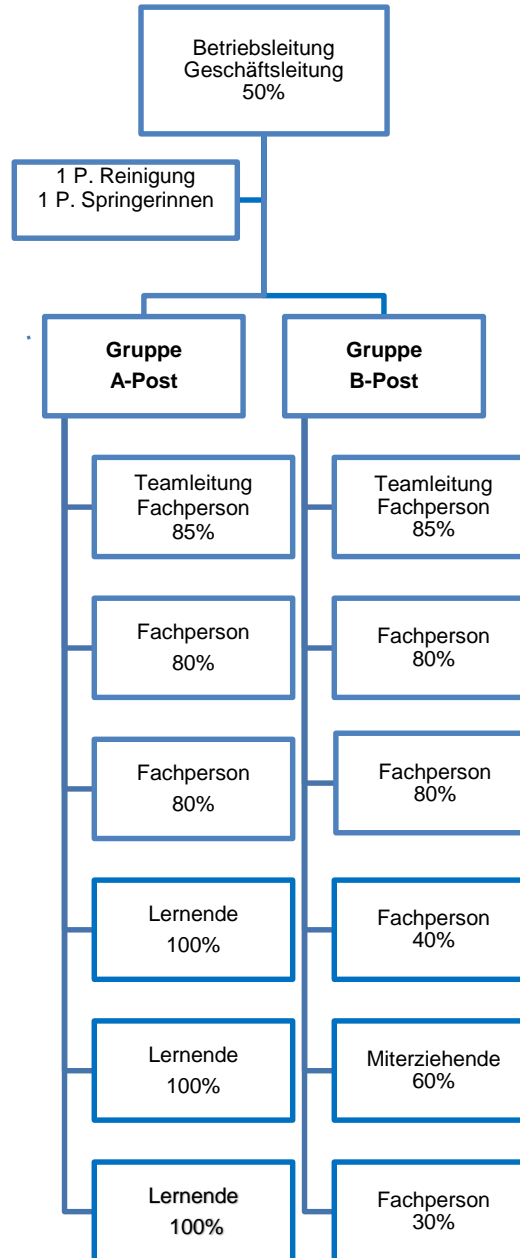 Betriebsleitung
Geschäftsleitung
50%
1 P. Reinigung
1 P. Springerinnen
Gruppe
A-Post
Teamleitung
Fachperson
85%
Fachperson
80%
Fachperson
80%
Lernende
100%
Lernende
100%
Lernende
100%
Gruppe
B-Post
Teamleitung
Fachperson
85%
Fachperson
80%
Fachperson
80%
Fachperson
40%
Miterziehende
60%
Fachperson
30%